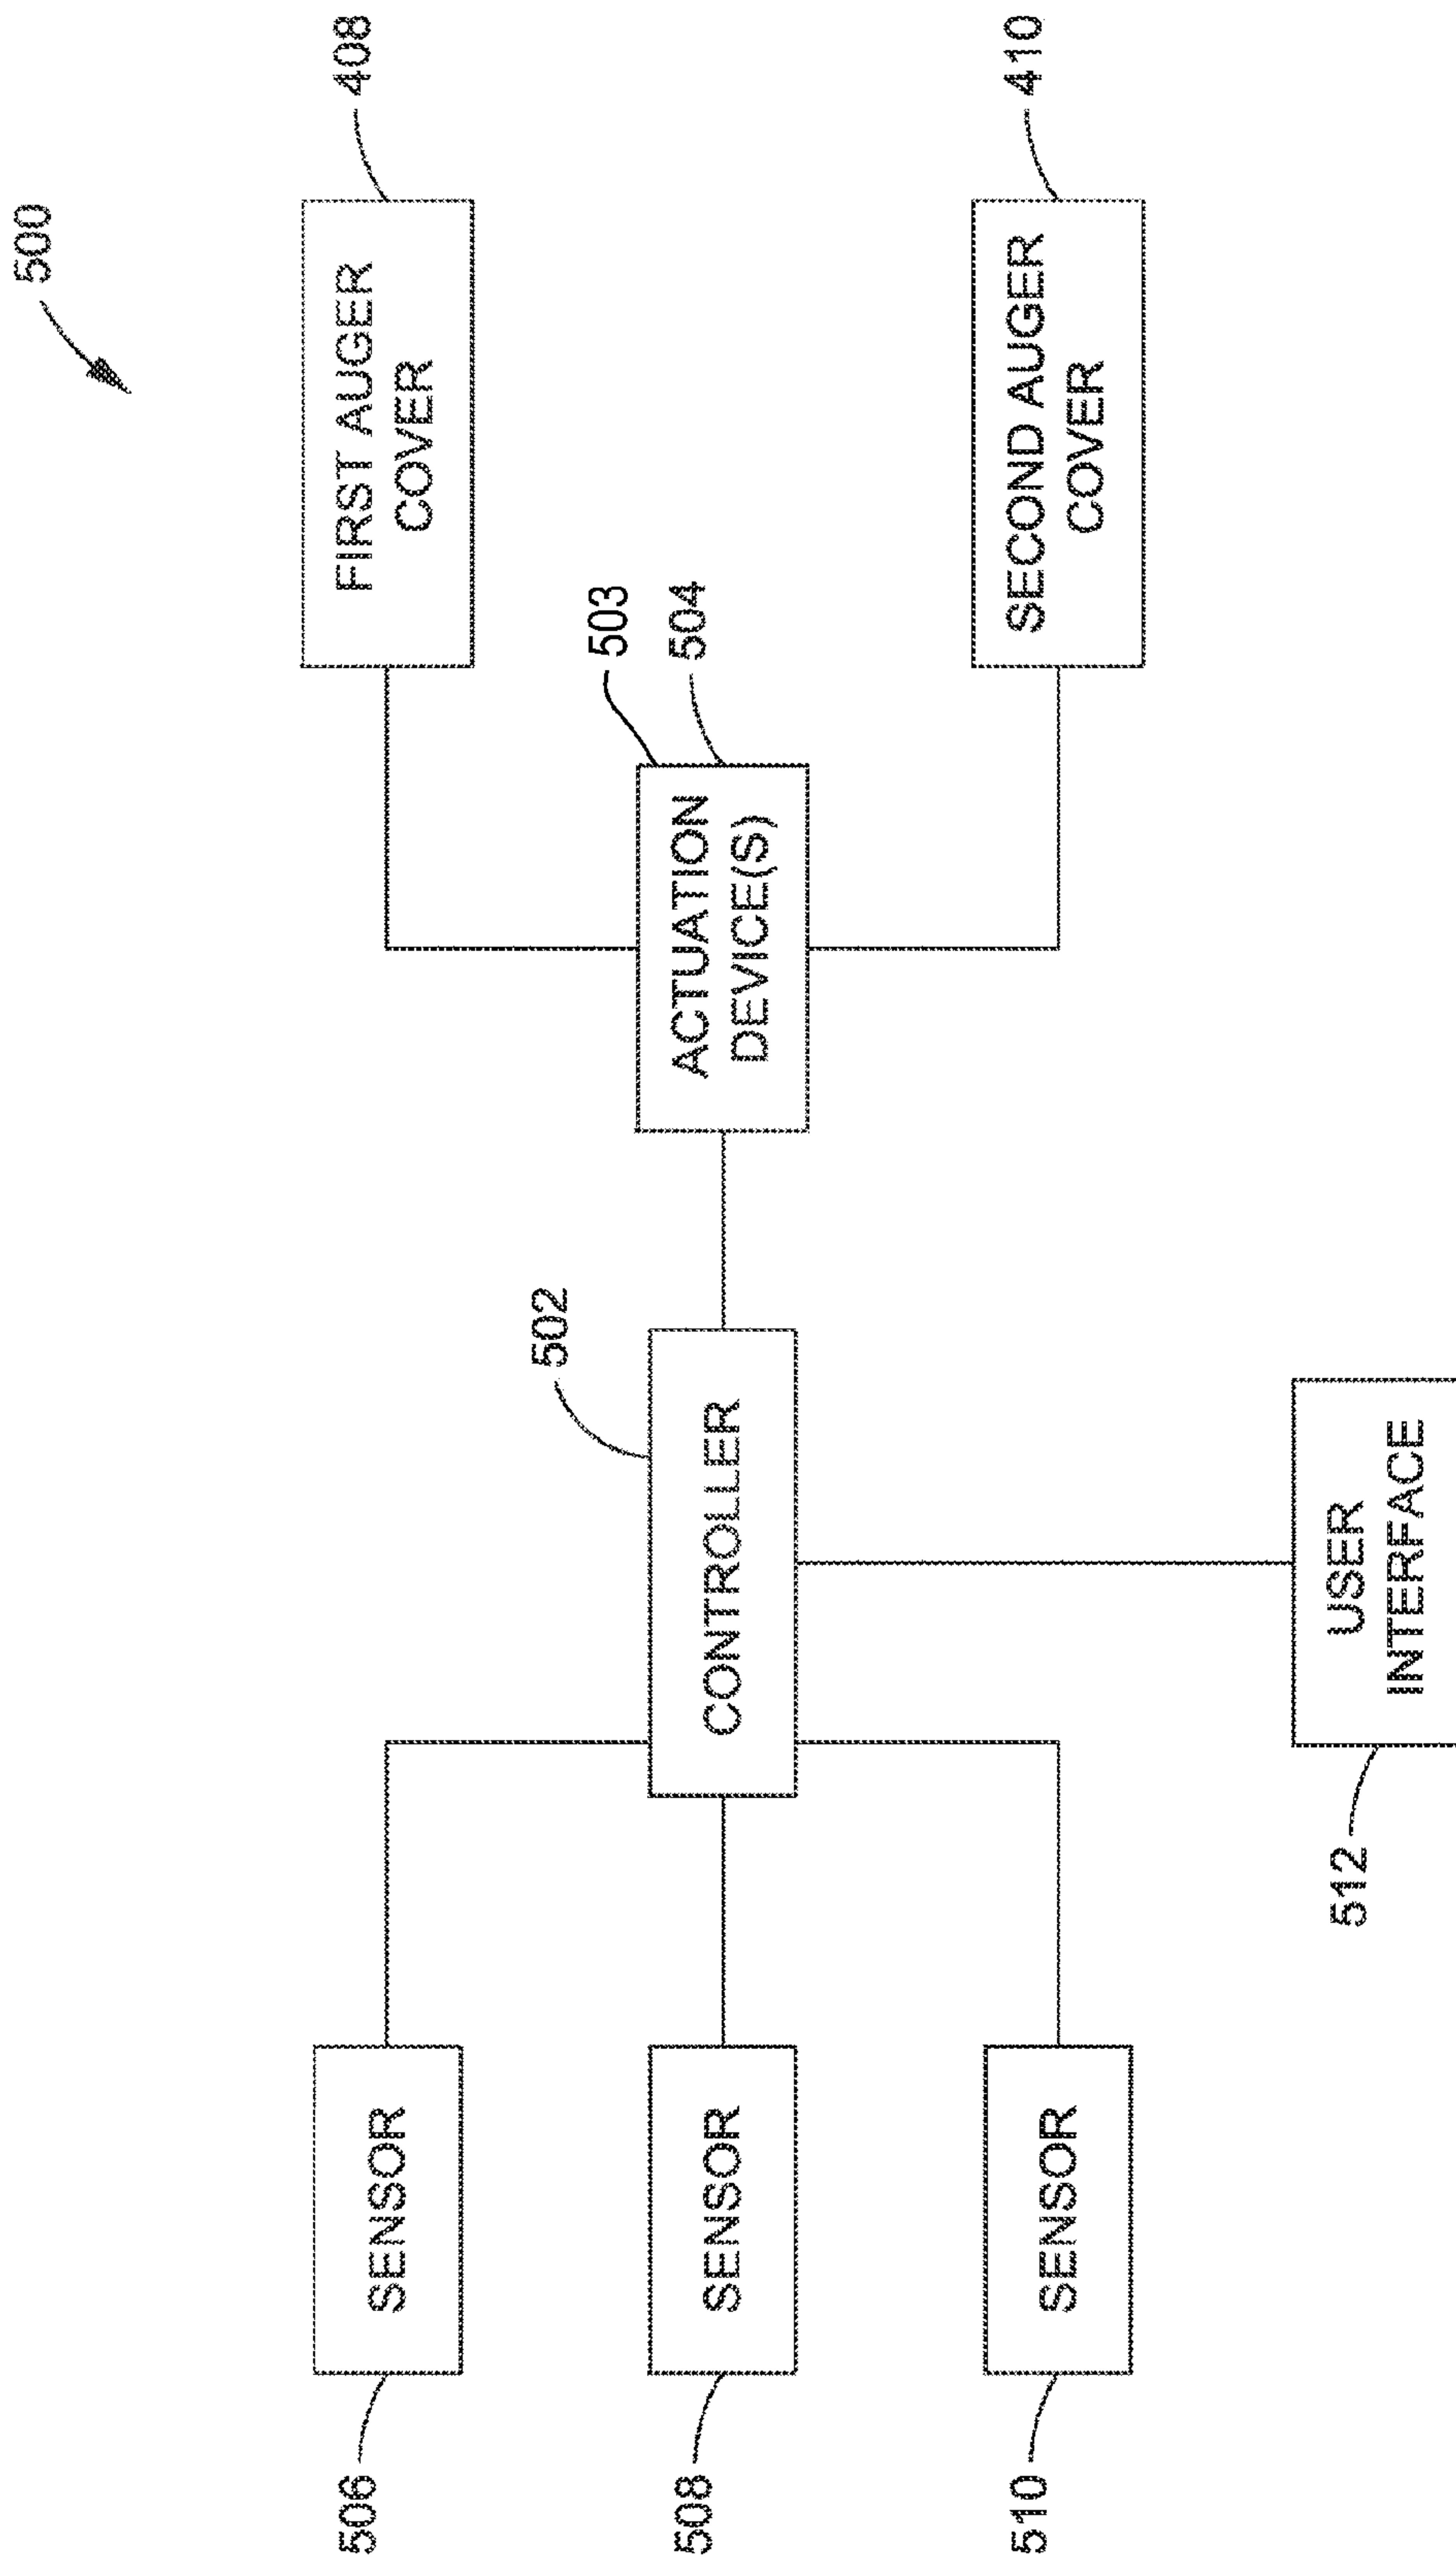 500
506
SENSOR
508
SENSOR
510
SENSOR
502
CONTROLLER
512
USER
INTERFACE
503
504
ACTUATION
DEVICE(S)
408
FIRST AUGER
COVER
410
SECOND AUGER
COVER